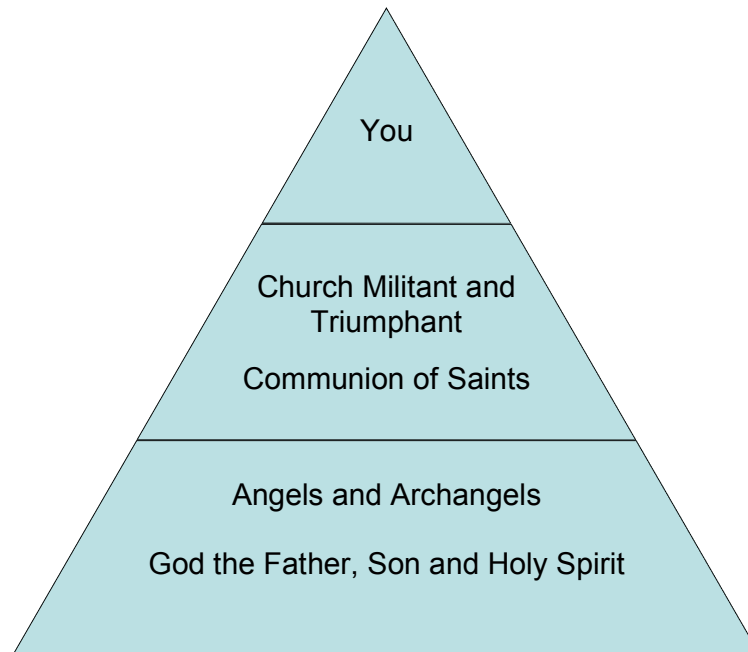 You
Church Militant and
Triumphant
Communion of Saints
Angels and Archangels
God the Father, Son and Holy Spirit